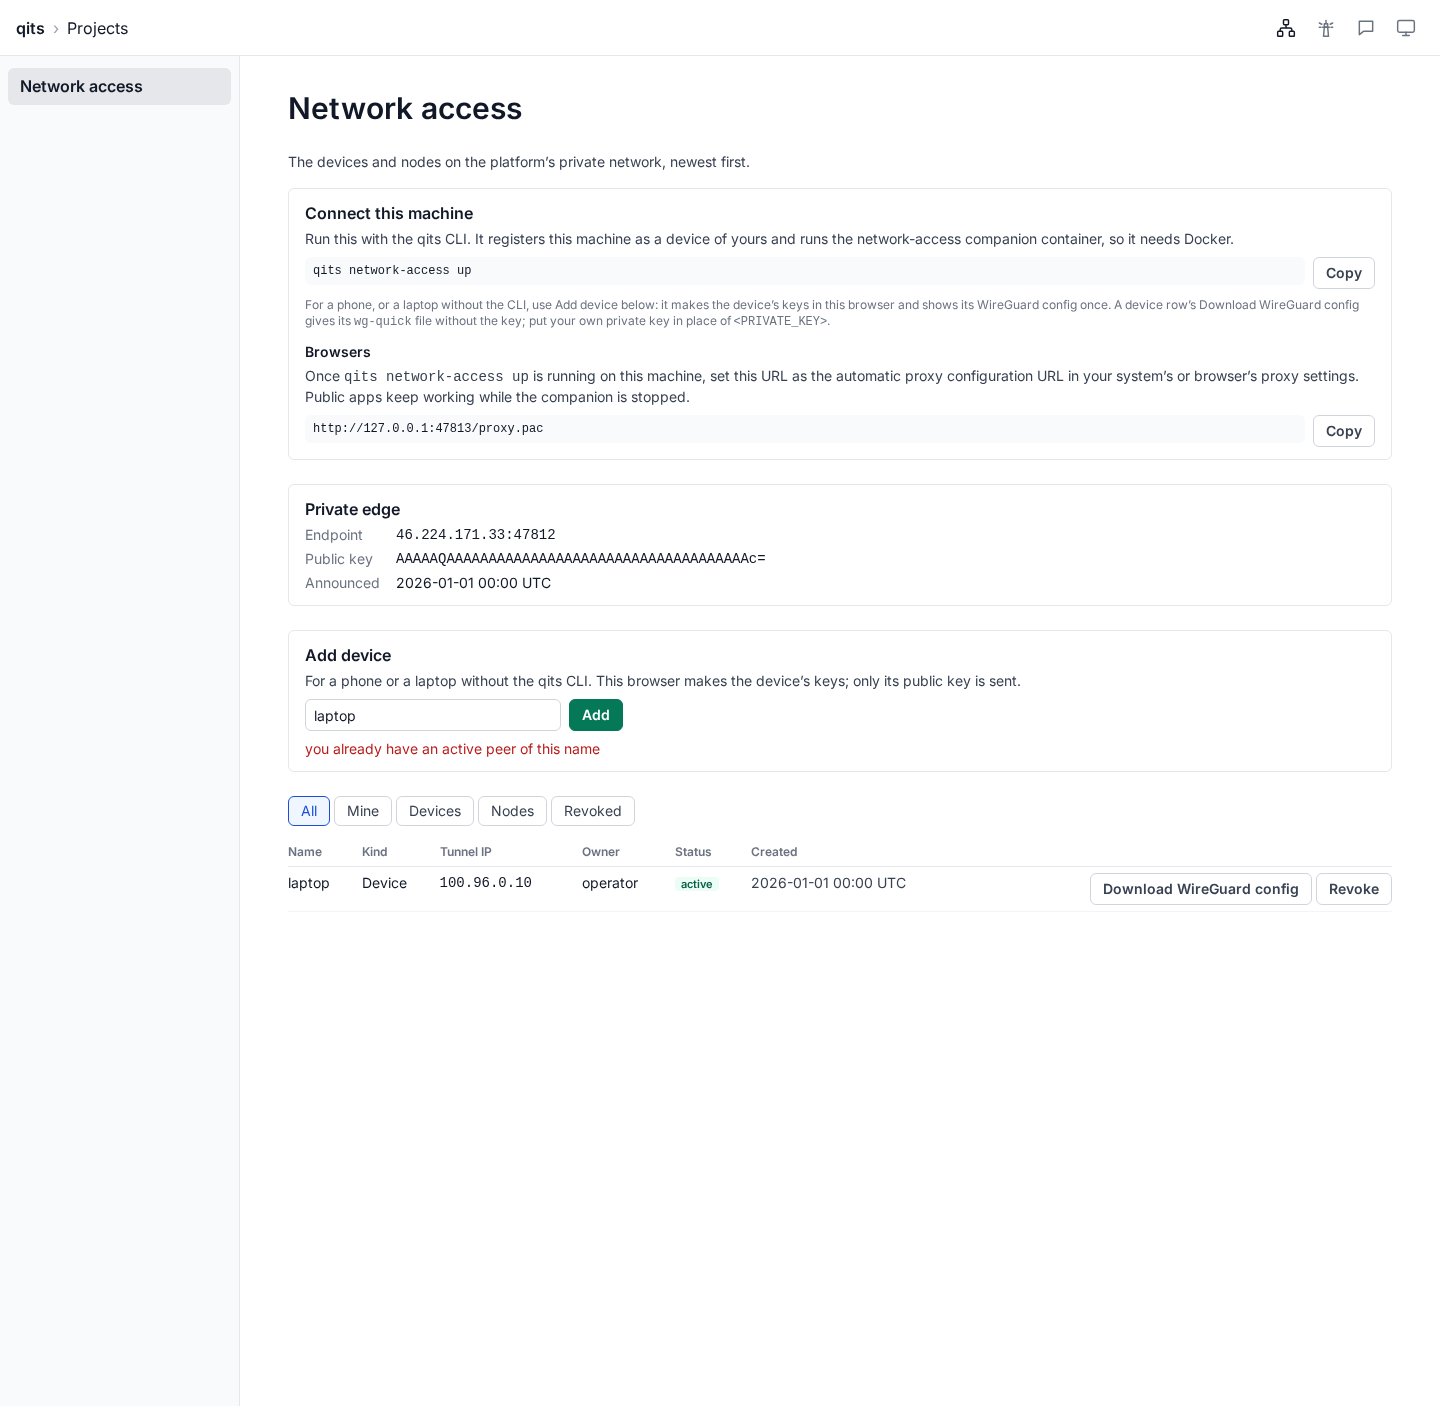 qits › Projects
Network access
Network access
The devices and nodes on the platform’s private network, newest first.
Connect this machine
Run this with the qits CLI. It registers this machine as a device of yours and runs the network-access companion container, so it needs Docker.
qits network-access up
Copy
For a phone, or a laptop without the CLI, use Add device below: it makes the device’s keys in this browser and shows its WireGuard config once. A device row’s Download WireGuard config
gives its wg-quick file without the key; put your own private key in place of <PRIVATE_KEY>.
Browsers
Once qits network-access up is running on this machine, set this URL as the automatic proxy configuration URL in your system’s or browser’s proxy settings.
Public apps keep working while the companion is stopped.
http://127.0.0.1:47813/proxy.pac
Copy
Private edge
Endpoint 46.224.171.33:47812
Public key AAAAAQAAAAAAAAAAAAAAAAAAAAAAAAAAAAAAAAAAAAc=
Announced 2026-01-01 00:00 UTC
Add device
For a phone or a laptop without the qits CLI. This browser makes the device’s keys; only its public key is sent.
laptop
Add
you already have an active peer of this name
All Mine Devices Nodes Revoked
Name Kind Tunnel IP Owner Status Created
laptop Device 100.96.0.10 operator active 2026-01-01 00:00 UTC Download WireGuard config Revoke